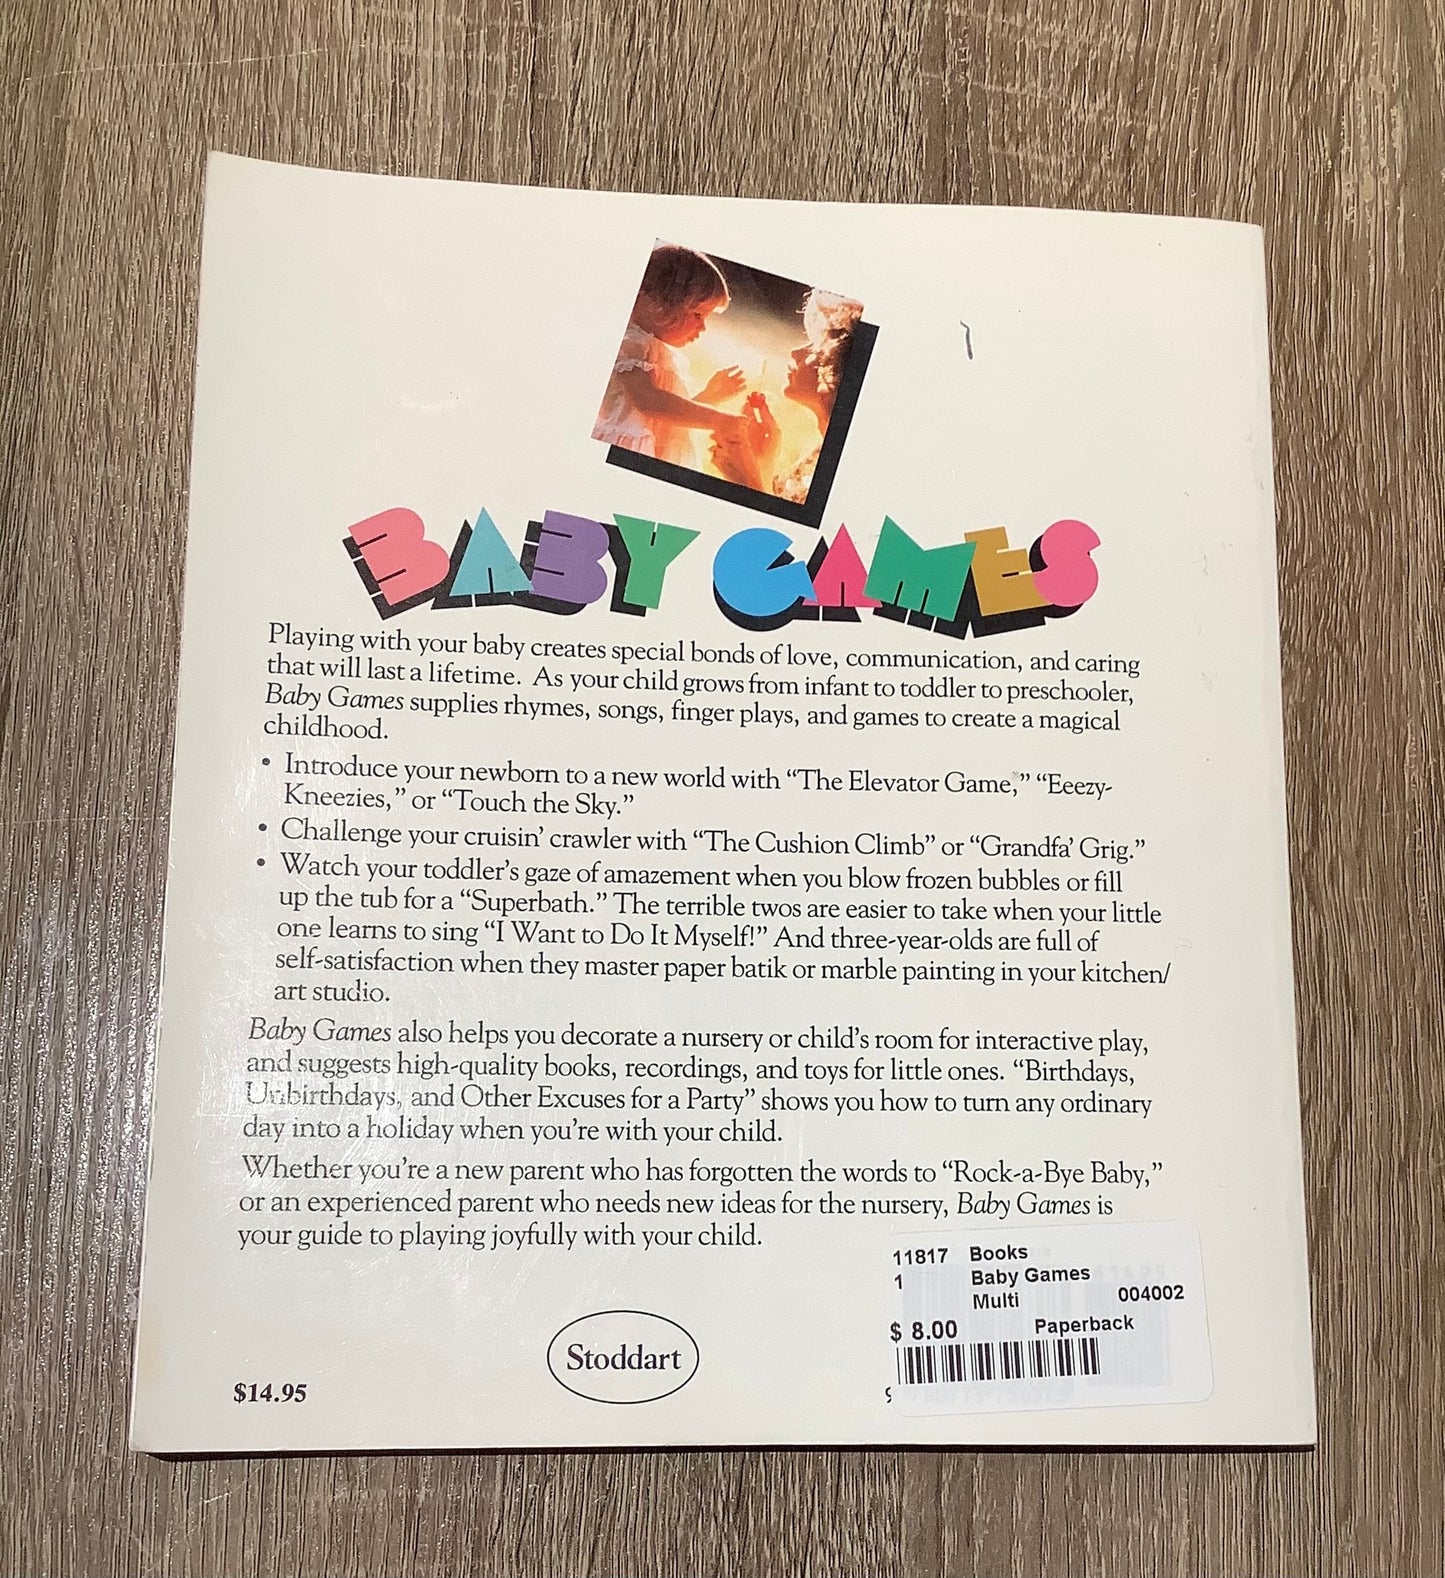 BABY GAMES
Playing with your baby creates special bonds of love, communication, and caring
that will last a lifetime. As your child grows from infant to toddler to preschooler,
Baby Games supplies rhymes, songs, finger plays, and games to create a magical
childhood.
• Introduce your newborn to a new world with “The Elevator Game,” “Eeezy-
Kneezies,” or “Touch the Sky.”
• Challenge your cruisin’ crawler with “The Cushion Climb” or “Grandfa’ Grig.”
• Watch your toddler’s gaze of amazement when you blow frozen bubbles or fill
up the tub for a “Superbath.” The terrible twos are easier to take when your little
one learns to sing “I Want to Do It Myself!” And three-year-olds are full of
self-satisfaction when they master paper batik or marble painting in your kitchen/
art studio.
Baby Games also helps you decorate a nursery or child’s room for interactive play,
and suggests high-quality books, recordings, and toys for little ones. “Birthdays,
Unbirthdays, and Other Excuses for a Party” shows you how to turn any ordinary
day into a holiday when you’re with your child.
Whether you’re a new parent who has forgotten the words to “Rock-a-Bye Baby,”
or an experienced parent who needs new ideas for the nursery, Baby Games is
your guide to playing joyfully with your child.
11817 Books
1 Baby Games
Multi 004002
$ 8.00 Paperback
Stoddart
$14.95